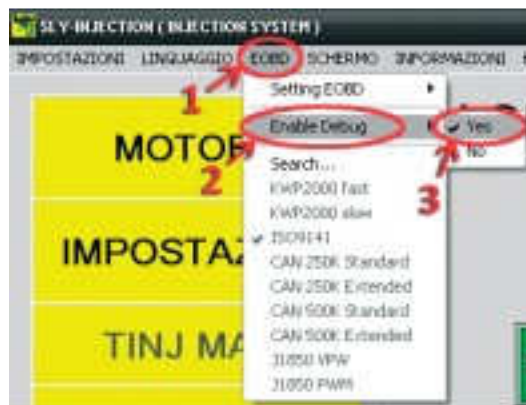 SLY-INJECTION ( INJECTION SYSTEM )
IMPOSTAZIONI LINGUAGGIO EOBD SCHERMO INFORMAZIONI
1
Setting EOBD
Enable Debug
Yes
No
2
3
Search...
KWP2000 fast
KWP2000 slow
ISO9141
CAN 250K Standard
CAN 250K Extended
CAN 500K Standard
CAN 500K Extended
J1850 VPW
J1850 PWM
MOTOR
IMPOSTAZ
TINJ MA